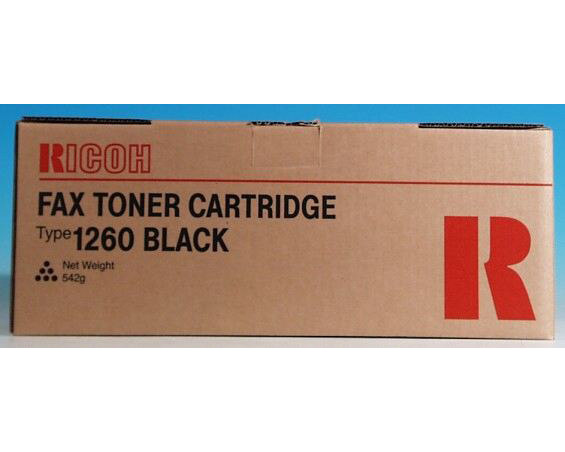 RICOH
FAX TONER CARTRIDGE
Type 1260 BLACK
Net Weight
542g
R